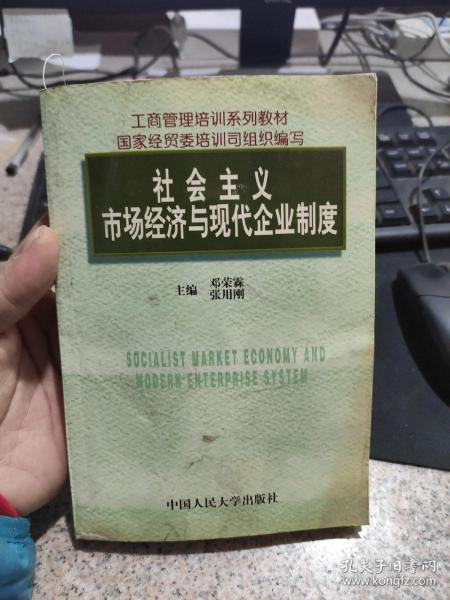 工商管理培训系列教材
国家经贸委培训司组织编写
社会主义
市场经济与现代企业制度
主编 邓荣霖
张用刚
SOCIALIST MARKET ECONOMY AND
MODERN ENTERPRISE SYSTEM
中国人民大学出版社
孔夫子旧书网
www.kongfz.com